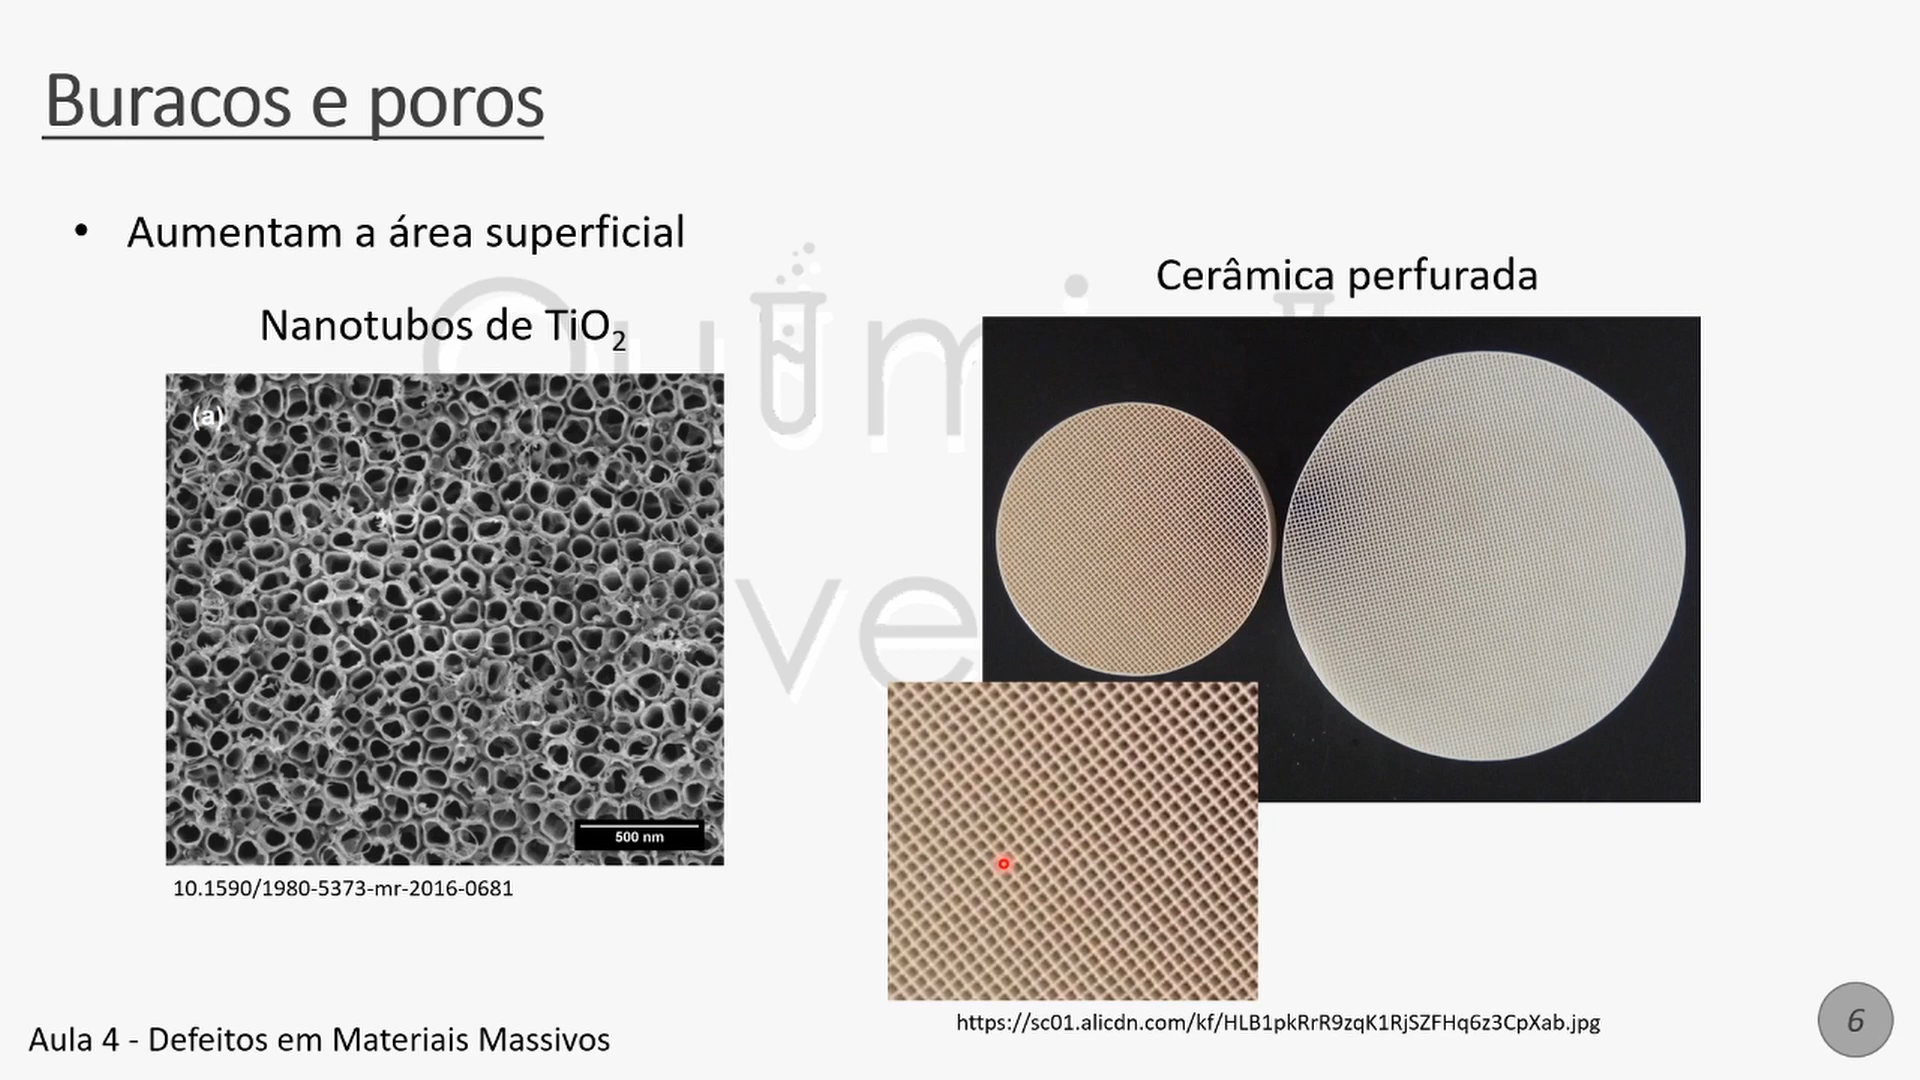 Buracos e poros
• Aumentam a área superficial
Nanotubos de TiO₂
Cerâmica perfurada
(a)
500 nm
10.1590/1980-5373-mr-2016-0681
https://sc01.alicdn.com/kf/HLB1pkRrR9zqK1RjSZFHq6z3CpXab.jpg
Aula 4 - Defeitos em Materiais Massivos
6